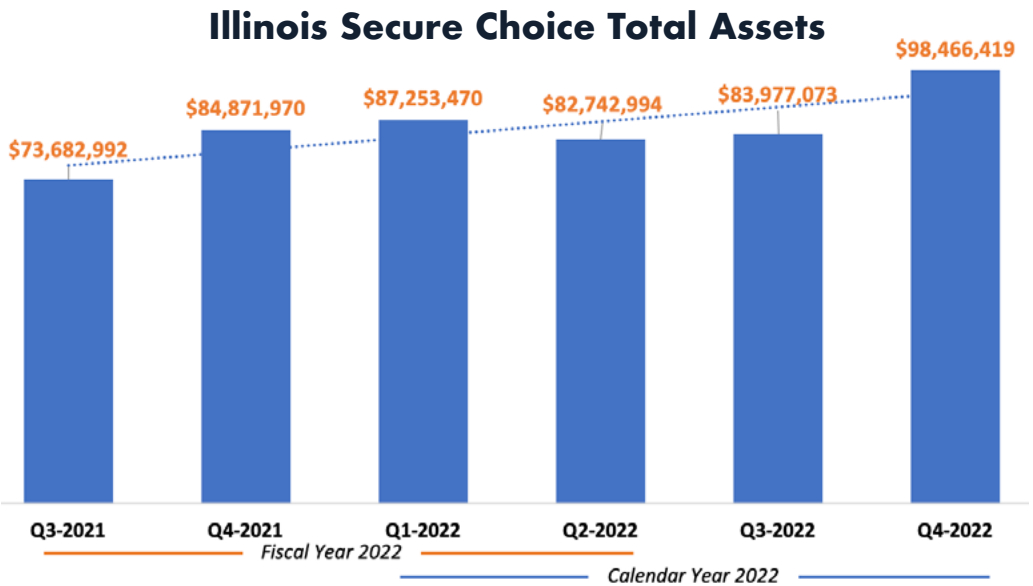 Illinois Secure Choice Total Assets
$98,466,419
$87,253,470
$83,977,073
$84,871,970
$82,742,994
$73,682,992
Q3-2021 Q4-2021 Q1-2022 Q2-2022 Q3-2022 Q4-2022
Fiscal Year 2022
Calendar Year 2022